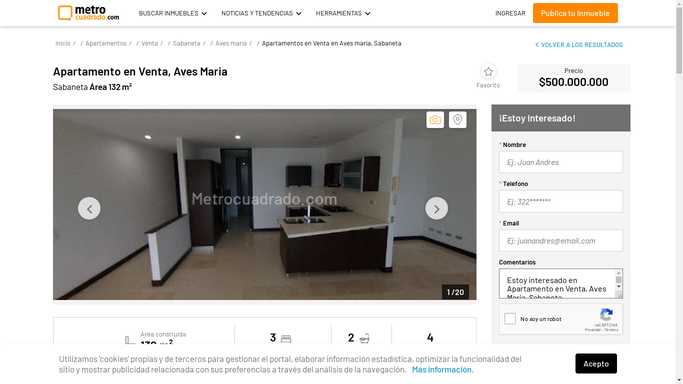 metro
cuadrado.com
BUSCAR INMUEBLES
NOTICIAS Y TENDENCIAS
HERRAMIENTAS
INGRESAR
Publica tu Inmueble
Inicio / Apartamentos / Venta / Sabaneta / Aves maria / Apartamentos en Venta en Aves maria, Sabaneta
VOLVER A LOS RESULTADOS
Apartamento en Venta, Aves Maria
Sabaneta Área 132 m²
Favorito
Precio
$500.000.000
Metrocuadrado.com
1 / 20
¡Estoy Interesado!
* Nombre
Ej: Juan Andres
* Teléfono
Ej: 322*******
* Email
Ej: juanandres@email.com
Comentarios
Estoy interesado en
Apartamento en Venta, Aves
Maria, Sabaneta
No soy un robot
reCAPTCHA
Privacidad - Términos
Área construida
132 m²
3
2
4
Utilizamos 'cookies' propias y de terceros para gestionar el portal, elaborar información estadística, optimizar la funcionalidad del
sitio y mostrar publicidad relacionada con sus preferencias a través del análisis de la navegación. Más información.
Acepto